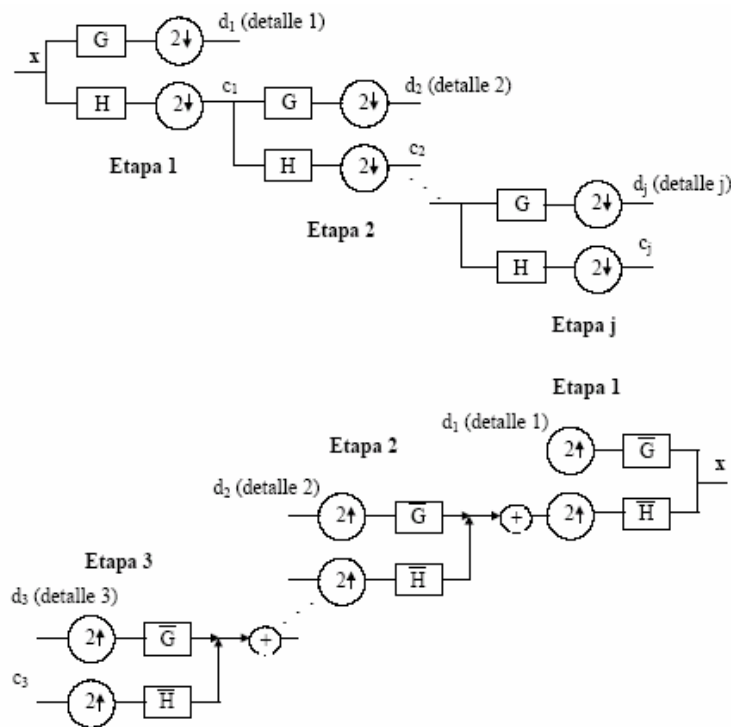 d1 (detalle 1)
x
G
2↓
H
2↓
c1
G
2↓
d2 (detalle 2)
Etapa 1
H
2↓
c2
Etapa 2
G
2↓
dj (detalle j)
H
2↓
cj
Etapa j
Etapa 1
d1 (detalle 1)
2↑
G̅
x
Etapa 2
d2 (detalle 2)
2↑
G̅
+
2↑
H̅
2↑
H̅
Etapa 3
d3 (detalle 3)
2↑
G̅
+
c3
2↑
H̅